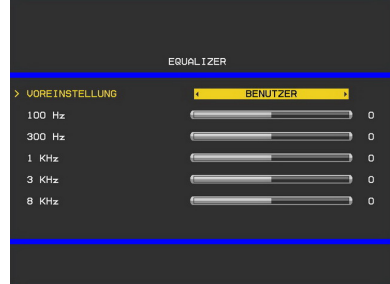 EQUALIZER
> VOREINSTELLUNG BENUTZER
100 Hz 0
300 Hz 0
1 KHz 0
3 KHz 0
8 KHz 0